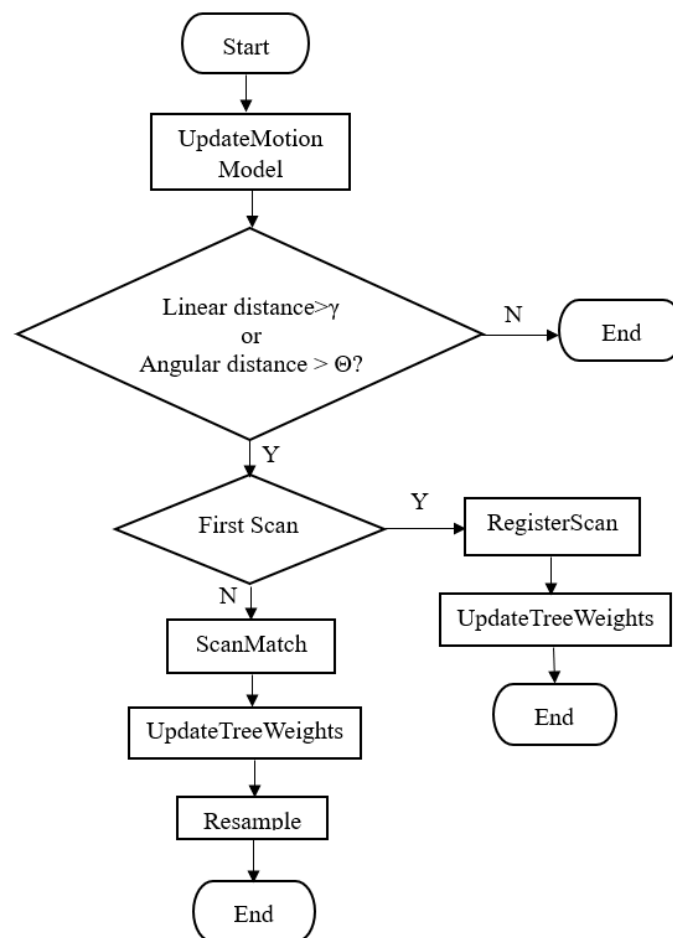 Start
UpdateMotion
Model
Linear distance>γ
or
Angular distance > Θ?
N
End
Y
First Scan
Y
RegisterScan
N
UpdateTreeWeights
ScanMatch
End
UpdateTreeWeights
Resample
End